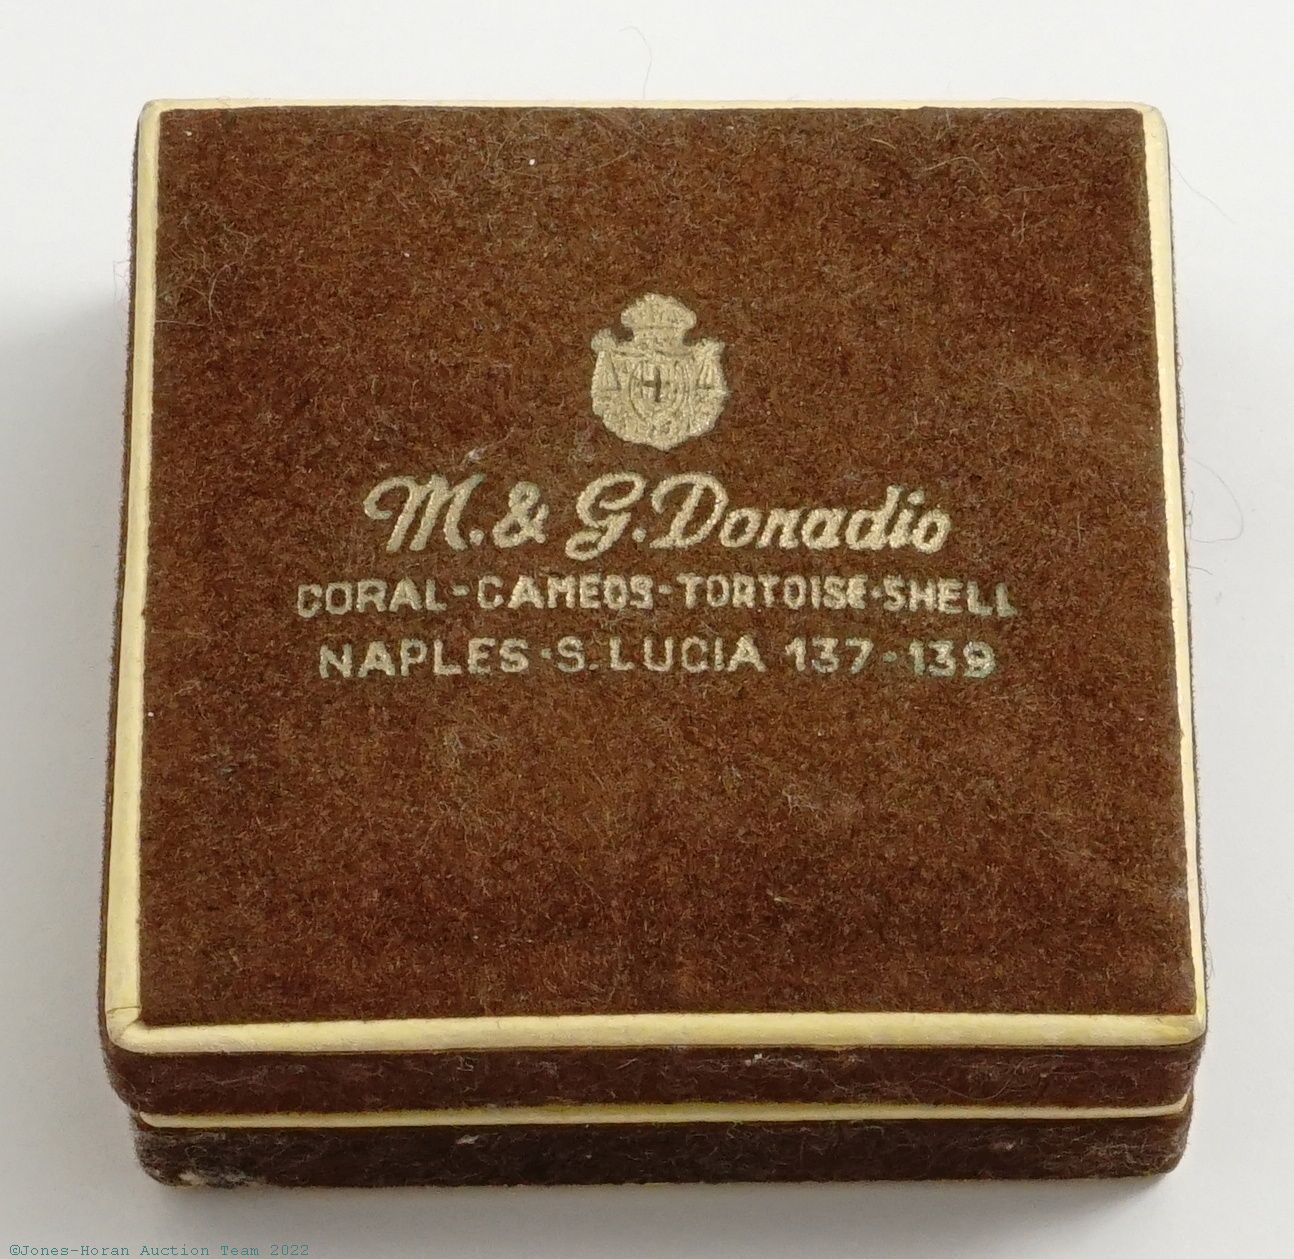 M. & G. Donadio
CORAL-CAMEOS-TORTOISE-SHELL
NAPLES-S. LUCIA 137-139
©Jones-Horan Auction Team 2022